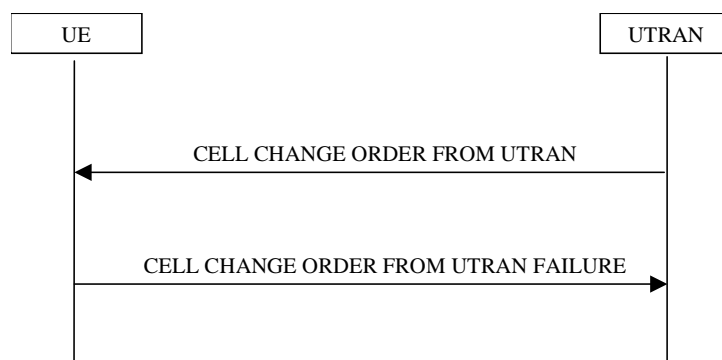 UE
UTRAN
CELL CHANGE ORDER FROM UTRAN
CELL CHANGE ORDER FROM UTRAN FAILURE